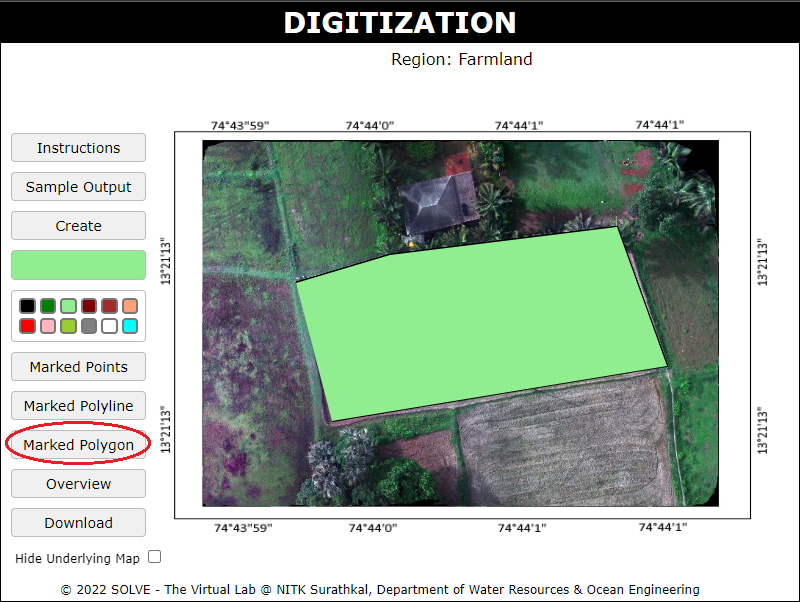 DIGITIZATION
Region: Farmland
74°43'59" 74°44'0" 74°44'1" 74°44'1"
Instructions
Sample Output
Create
13°21'13" 13°21'13"
Marked Points
Marked Polyline
Marked Polygon
13°21'13" 13°21'13"
Overview
Download
74°43'59" 74°44'0" 74°44'1" 74°44'1"
Hide Underlying Map
© 2022 SOLVE - The Virtual Lab @ NITK Surathkal, Department of Water Resources & Ocean Engineering